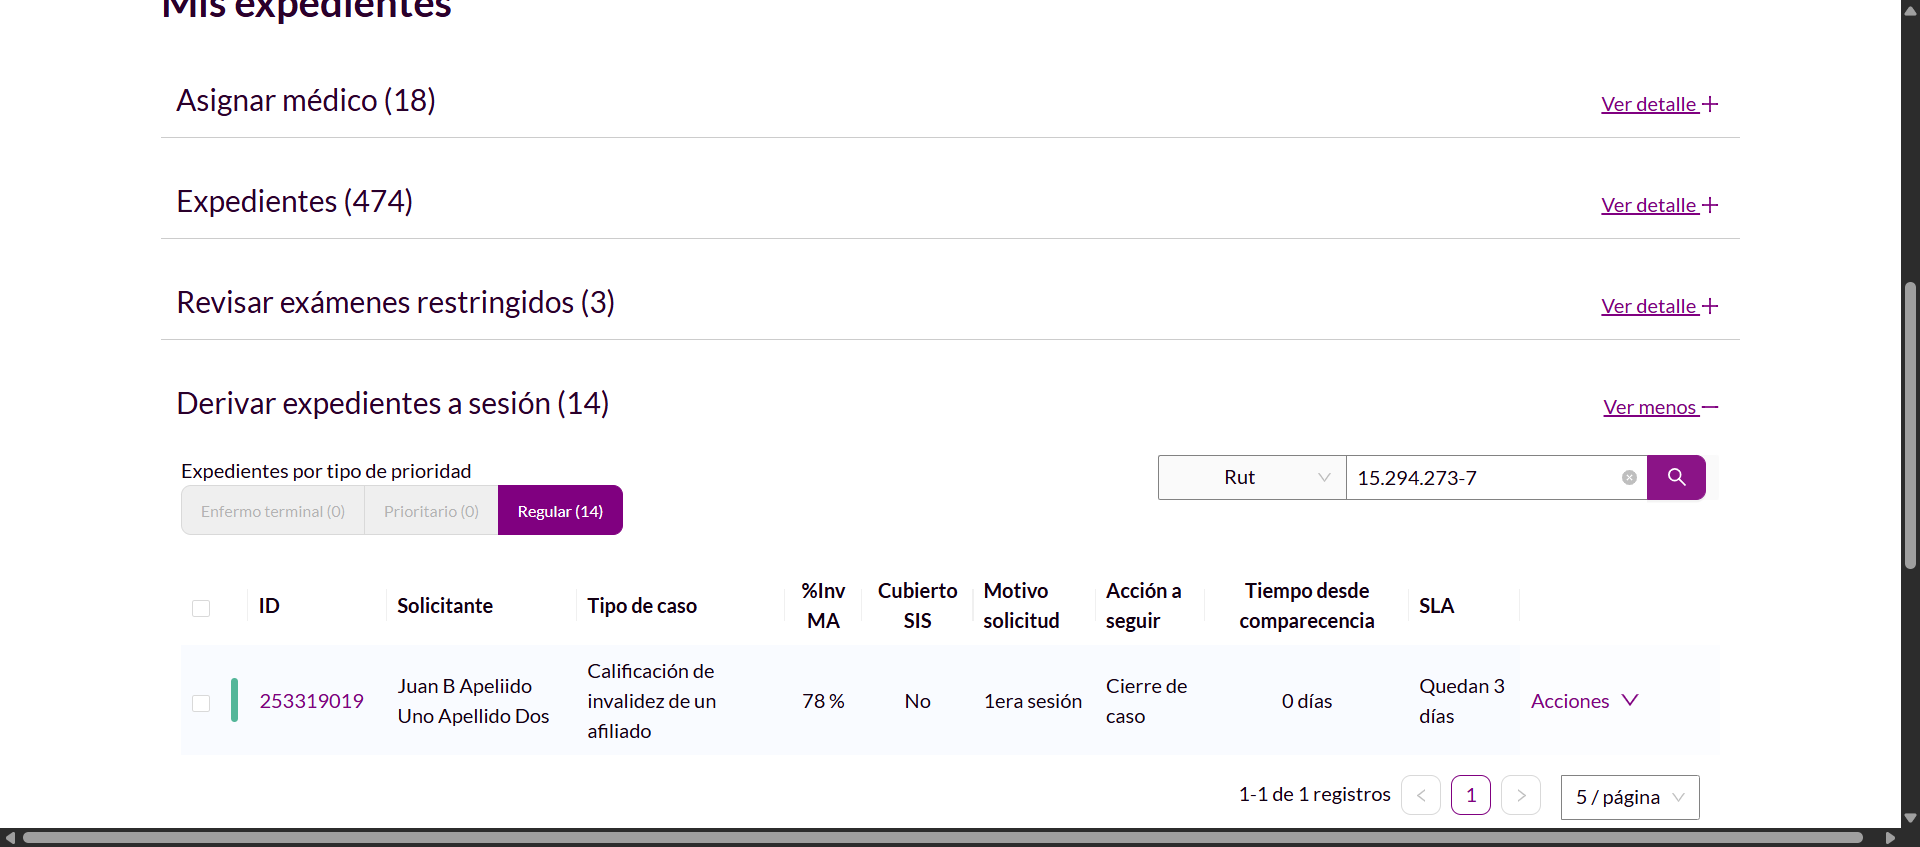 Mis expedientes
Asignar médico (18)
Ver detalle
Expedientes (474)
Ver detalle
Revisar exámenes restringidos (3)
Ver detalle
Derivar expedientes a sesión (14)
Ver menos
Expedientes por tipo de prioridad
Enfermo terminal (0)
Prioritario (0)
Regular (14)
Rut
15.294.273-7
ID
Solicitante
Tipo de caso
%Inv
MA
Cubierto
SIS
Motivo
solicitud
Acción a
seguir
Tiempo desde
comparecencia
SLA
253319019
Juan B Apeliido
Uno Apellido Dos
Calificación de
invalidez de un
afiliado
78 %
No
1era sesión
Cierre de
caso
0 días
Quedan 3
días
Acciones
1-1 de 1 registros
1
5 / página